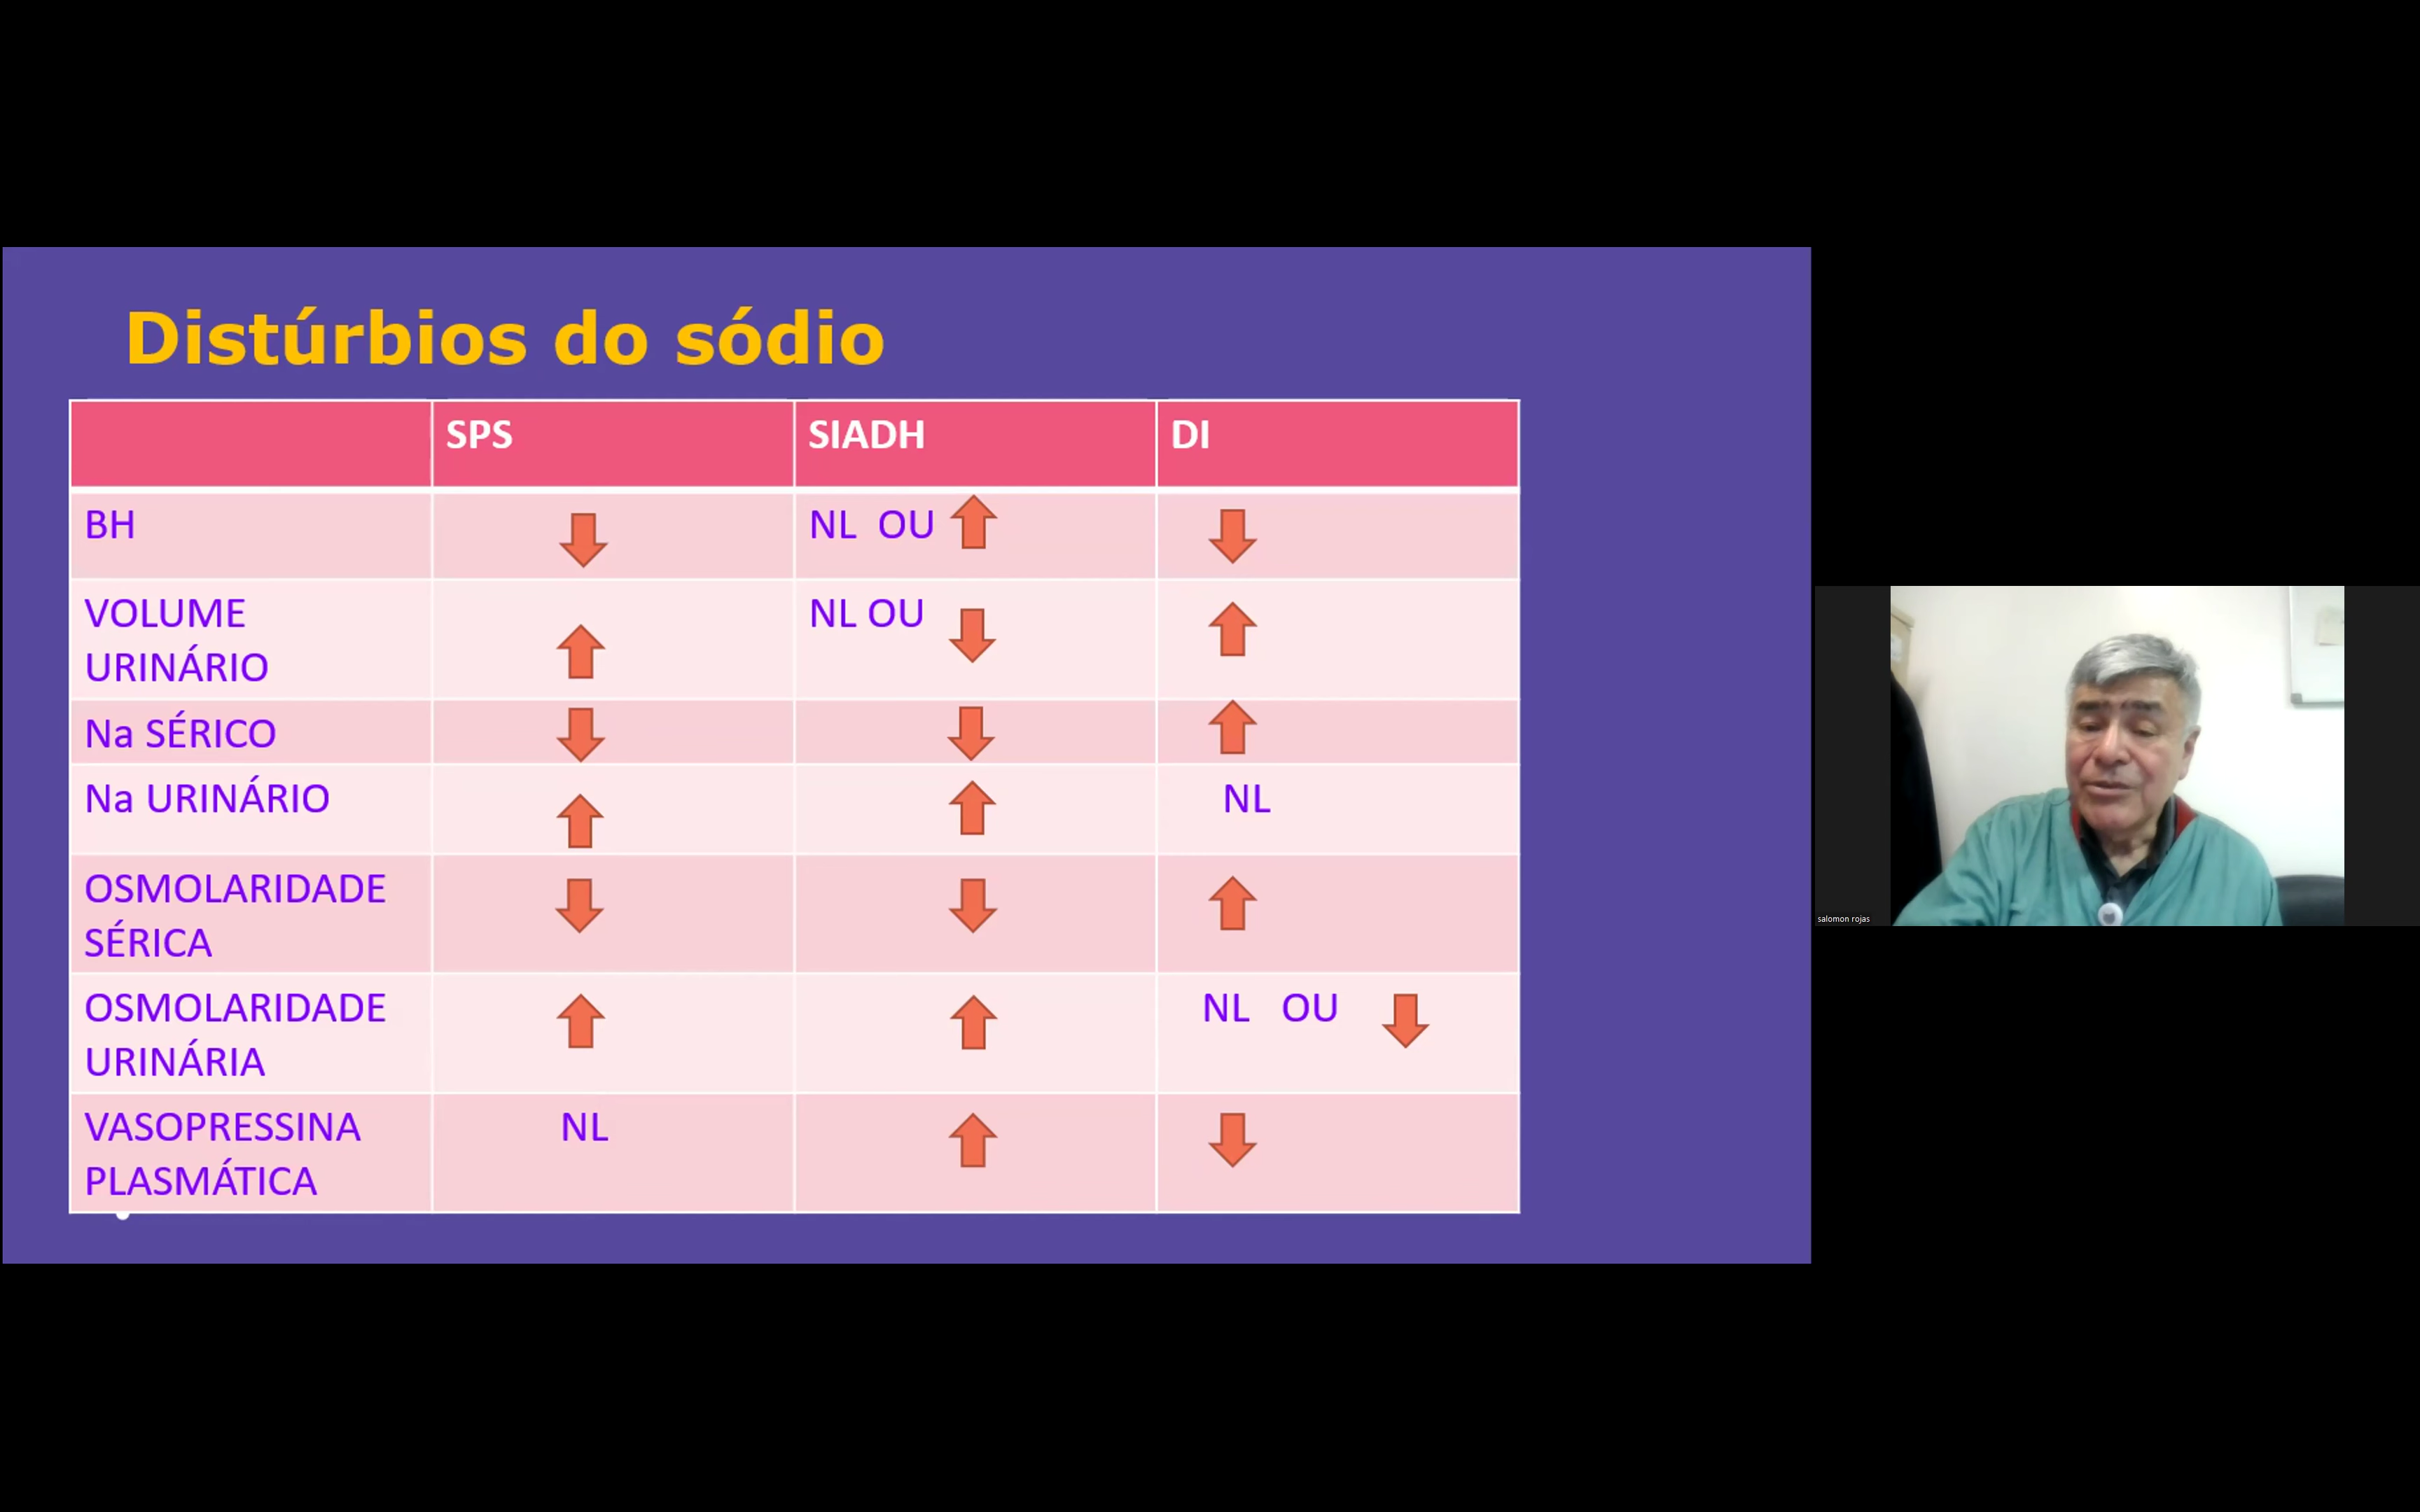 Distúrbios do sódio
SPS SIADH DI
BH NL OU
VOLUME
URINÁRIO NL OU
Na SÉRICO
Na URINÁRIO NL
OSMOLARIDADE
SÉRICA
OSMOLARIDADE
URINÁRIA NL OU
VASOPRESSINA
PLASMÁTICA NL
salomon rojas